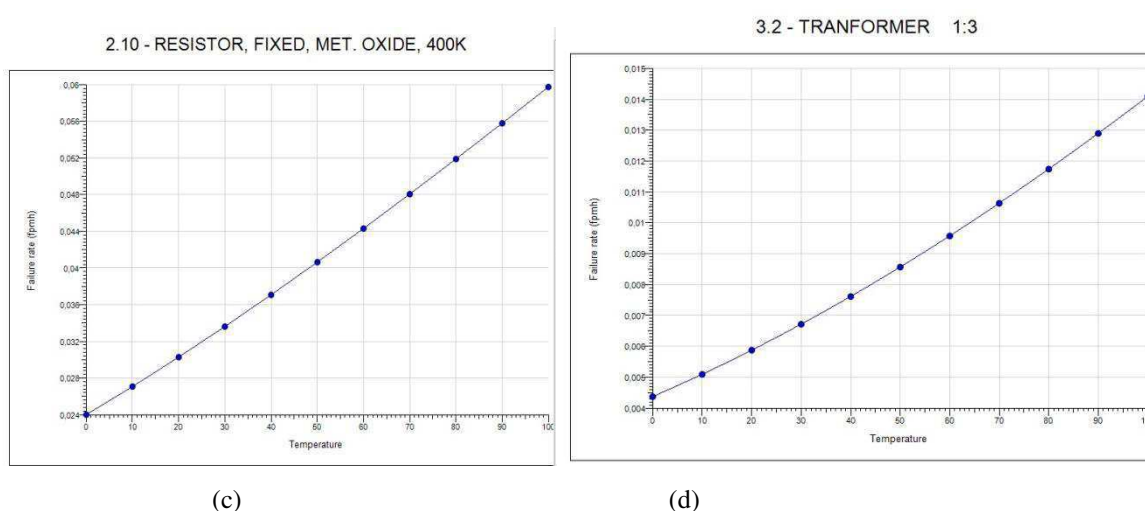 2.10 - RESISTOR, FIXED, MET. OXIDE, 400K
0,06
0,056
0,052
0,048
0,044
0,04
0,036
0,032
0,028
0,024
Failure rate (fpmh)
0 10 20 30 40 50 60 70 80 90 100
Temperature
(c)
3.2 - TRANFORMER 1:3
0,015
0,014
0,013
0,012
0,011
0,01
0,009
0,008
0,007
0,006
0,005
0,004
Failure rate (fpmh)
0 10 20 30 40 50 60 70 80 90
Temperature
(d)